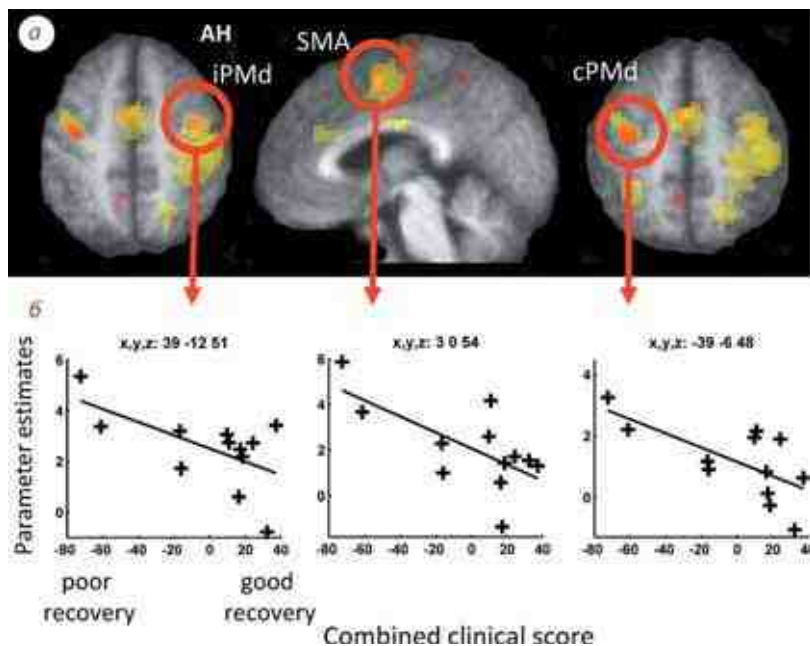 a
AH
iPMd
SMA
cPMd
б
x,y,z: 39 -12 51
x,y,z: 3 0 54
x,y,z: -39 -6 48
Parameter estimates
6
4
2
0
-80 -60 -40 -20 0 20 40
6
4
2
0
-80 -60 -40 -20 0 20 40
4
2
0
-80 -60 -40 -20 0 20 40
poor
recovery
good
recovery
Combined clinical score